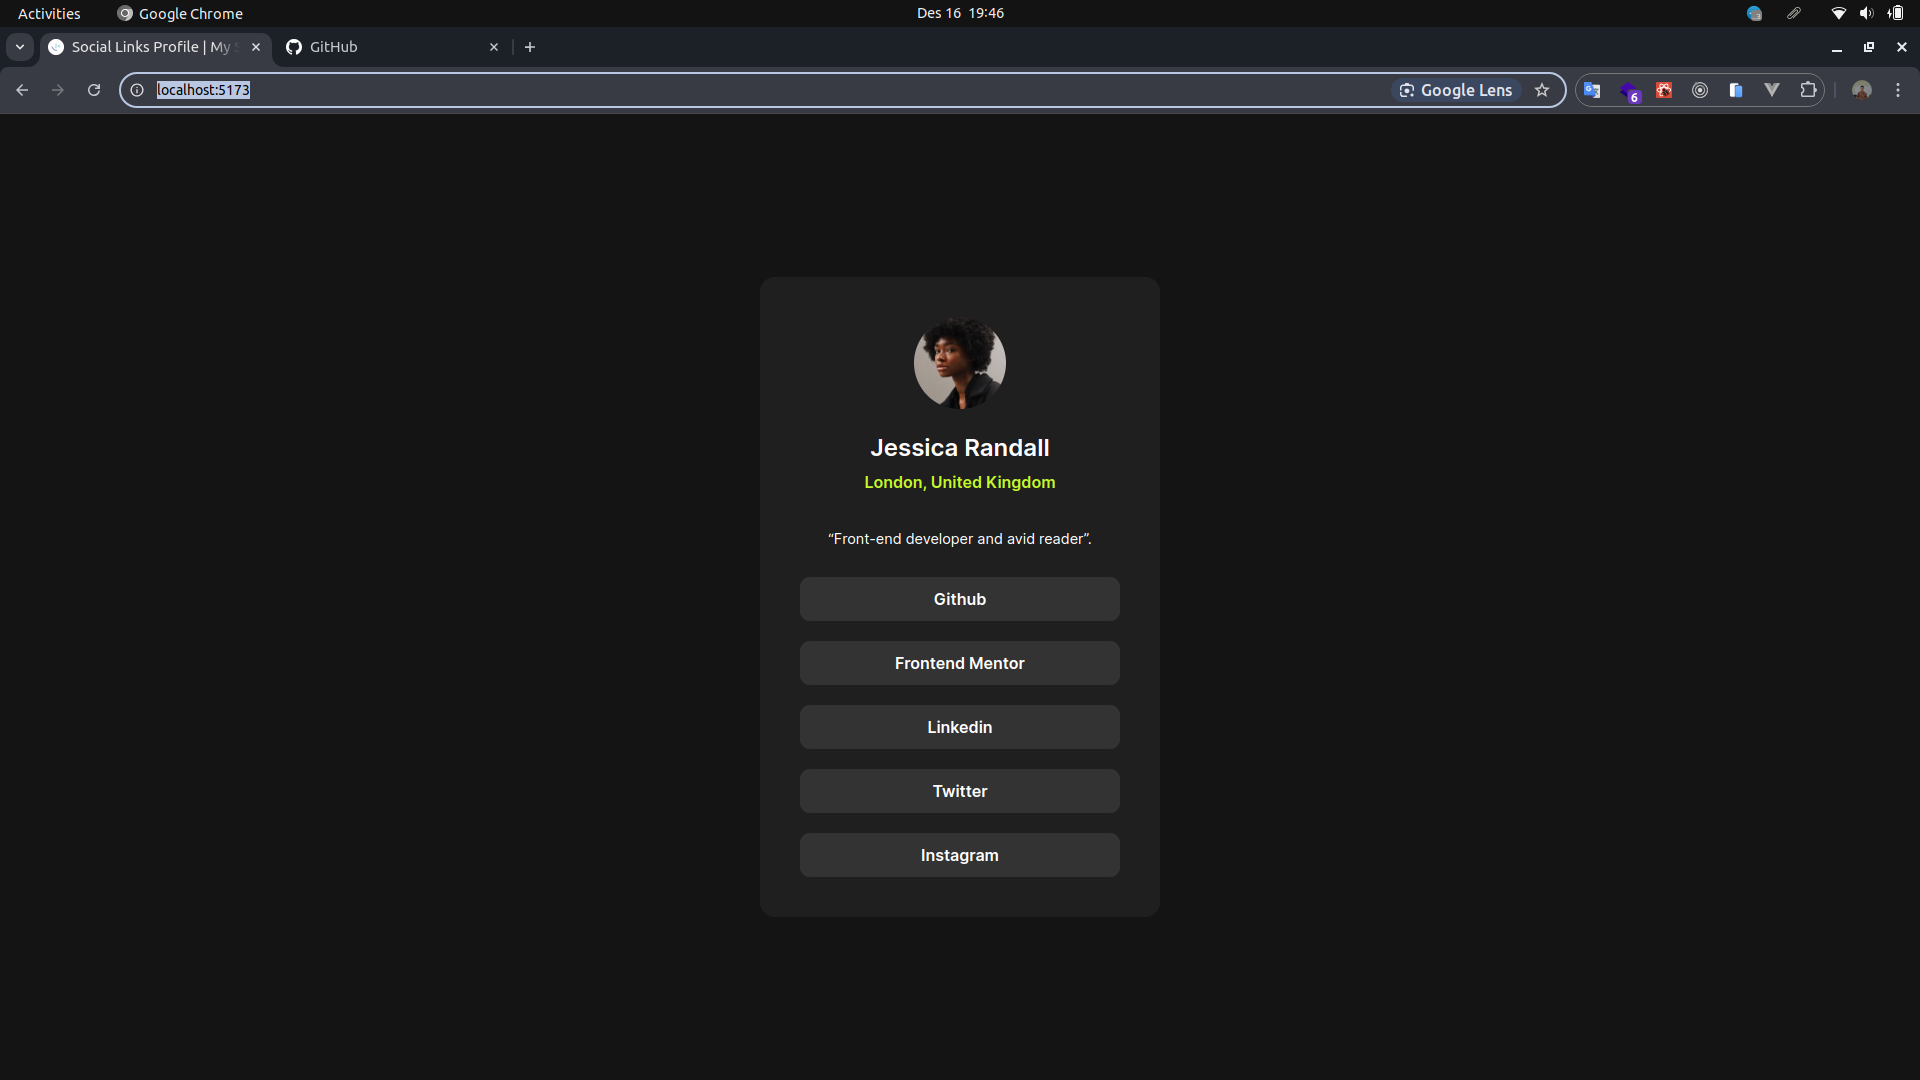 Activities
Google Chrome
Des 16 19:46
Social Links Profile | My
GitHub
localhost:5173
Google Lens
6
Jessica Randall
London, United Kingdom
“Front-end developer and avid reader”.
Github
Frontend Mentor
Linkedin
Twitter
Instagram